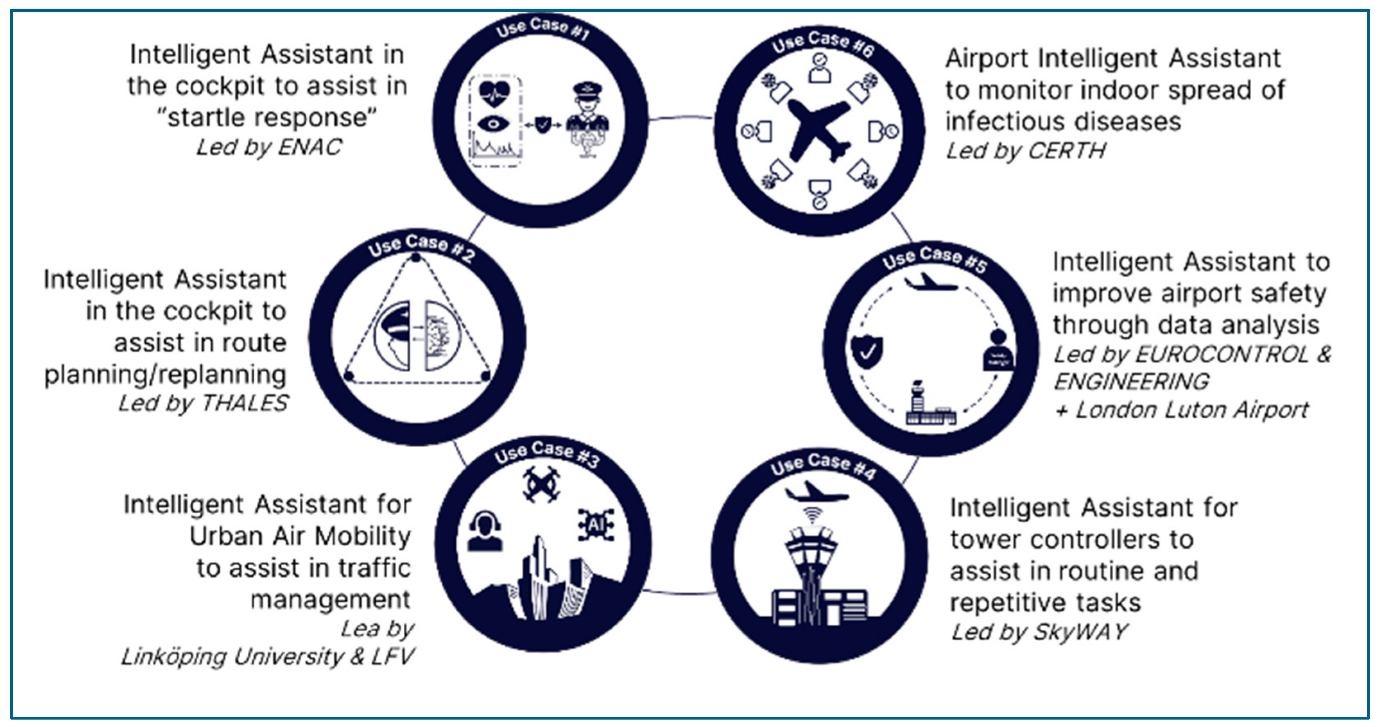 Use Case #1
Intelligent Assistant in
the cockpit to assist in
“startle response”
Led by ENAC
Use Case #6
Airport Intelligent Assistant
to monitor indoor spread of
infectious diseases
Led by CERTH
Use Case #2
Intelligent Assistant
in the cockpit to
assist in route
planning/replanning
Led by THALES
Use Case #5
Intelligent Assistant to
improve airport safety
through data analysis
Led by EUROCONTROL &
ENGINEERING
+ London Luton Airport
Use Case #3
AI
Intelligent Assistant for
Urban Air Mobility
to assist in traffic
management
Lea by
Linköping University & LFV
Use Case #4
Intelligent Assistant for
tower controllers to
assist in routine and
repetitive tasks
Led by SkyWAY